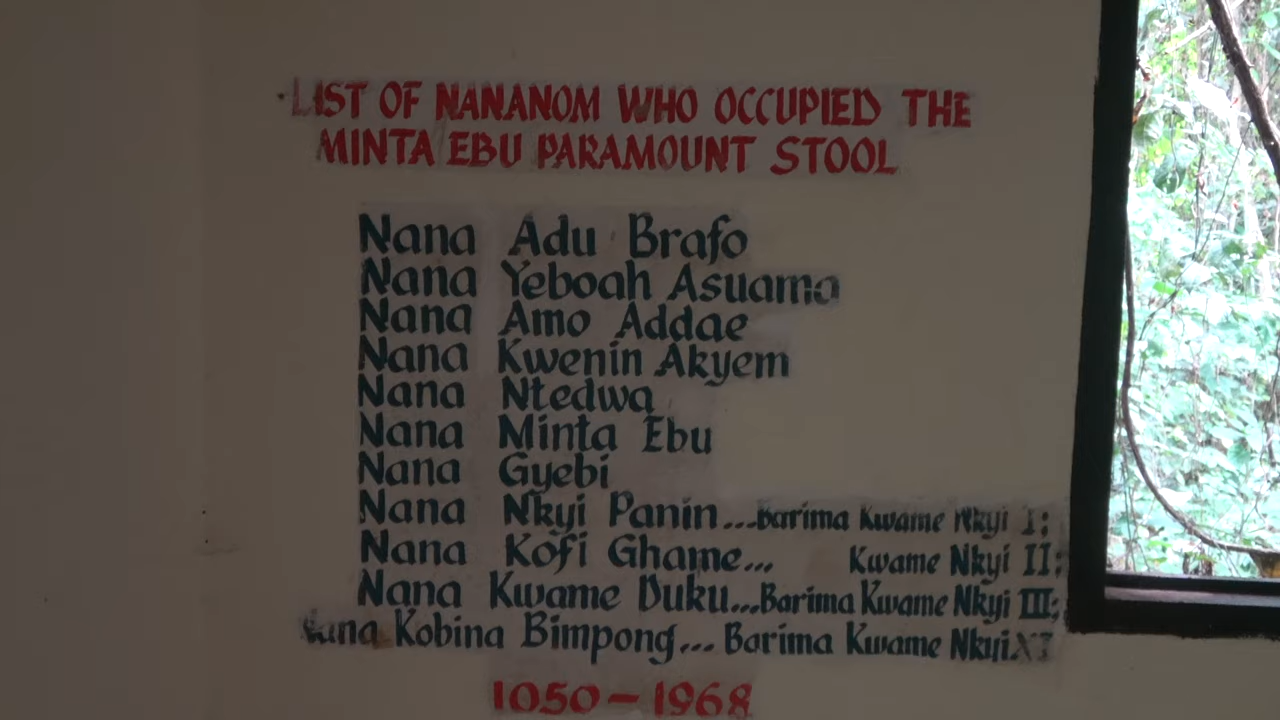 LIST OF NANANOM WHO OCCUPIED THE
MINTA EBU PARAMOUNT STOOL
Nana Adu Brafo
Nana Yeboah Asuama
Nana Amo Addae
Nana Kwenin Akyem
Nana Ntedwa
Nana Minta Ebu
Nana Gyebi
Nana Nkyi Panin...Barima Kwame Nkyi I;
Nana Kofi Ghame... Kwame Nkyi II;
Nana Kwame Duku...Barima Kwame Nkyi III;
Nana Kobina Bimpong... Barima Kwame Nkyi XI
1050-1968